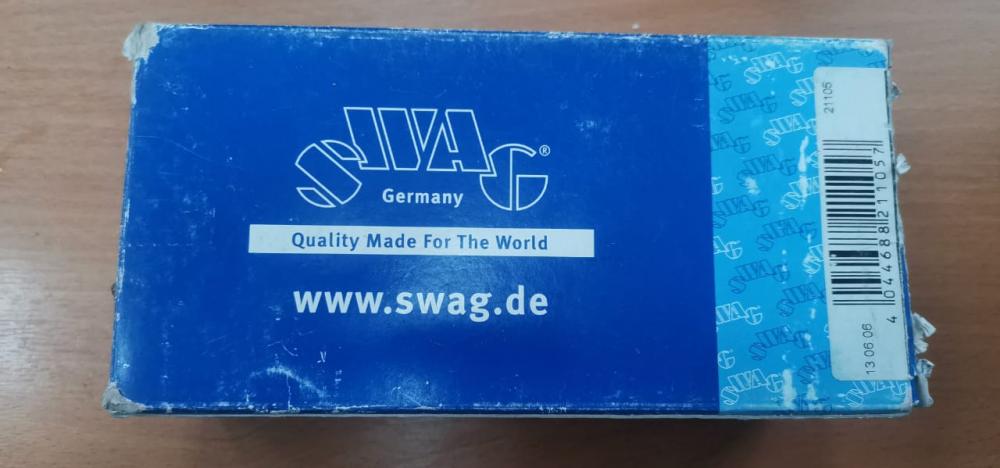 SWAG®
Germany
Quality Made For The World
www.swag.de
21105
4 044688 211057
13 06 06